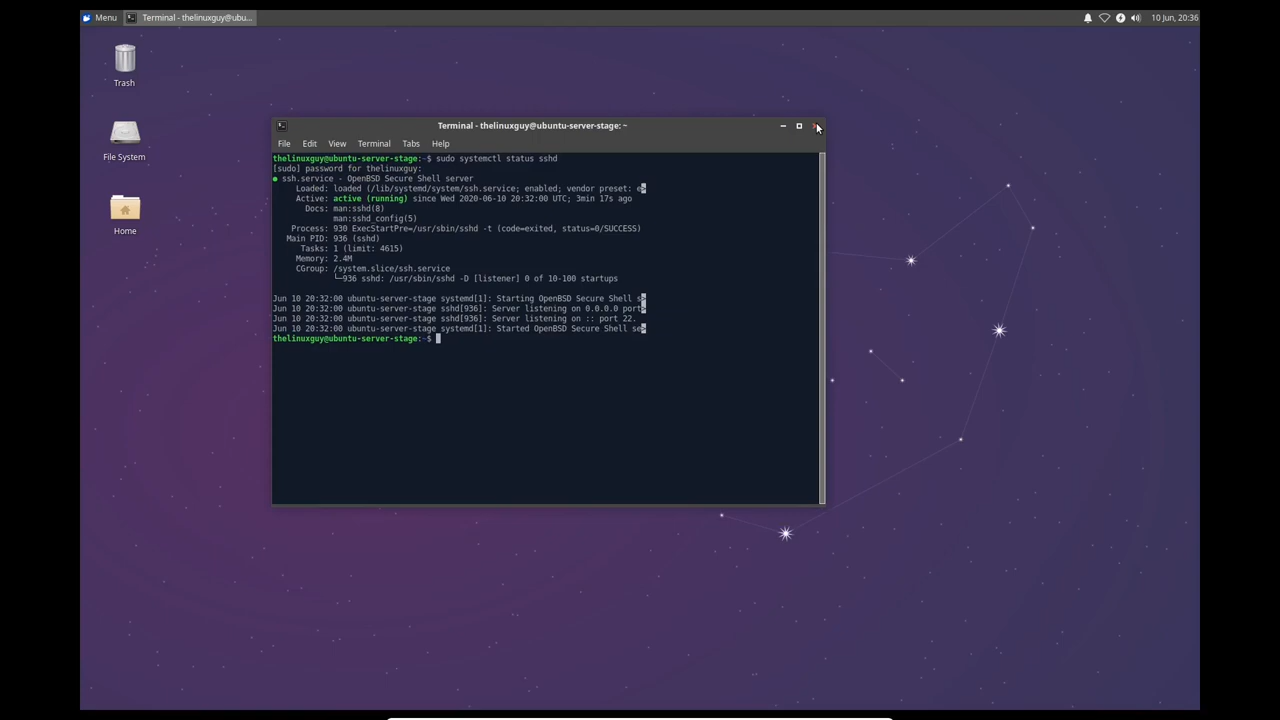 Menu
Terminal - thelinuxguy@ubu...
10 Jun, 20:36
Trash
File System
Home
Terminal - thelinuxguy@ubuntu-server-stage: ~
File Edit View Terminal Tabs Help
thelinuxguy@ubuntu-server-stage:~$ sudo systemctl status sshd
[sudo] password for thelinuxguy:
● ssh.service - OpenBSD Secure Shell server
Loaded: loaded (/lib/systemd/system/ssh.service; enabled; vendor preset: e>
Active: active (running) since Wed 2020-06-10 20:32:00 UTC; 3min 17s ago
Docs: man:sshd(8)
man:sshd_config(5)
Process: 930 ExecStartPre=/usr/sbin/sshd -t (code=exited, status=0/SUCCESS)
Main PID: 936 (sshd)
Tasks: 1 (limit: 4615)
Memory: 2.4M
CGroup: /system.slice/ssh.service
└─936 sshd: /usr/sbin/sshd -D [listener] 0 of 10-100 startups
Jun 10 20:32:00 ubuntu-server-stage systemd[1]: Starting OpenBSD Secure Shell s>
Jun 10 20:32:00 ubuntu-server-stage sshd[936]: Server listening on 0.0.0.0 port>
Jun 10 20:32:00 ubuntu-server-stage sshd[936]: Server listening on :: port 22.
Jun 10 20:32:00 ubuntu-server-stage systemd[1]: Started OpenBSD Secure Shell se>
thelinuxguy@ubuntu-server-stage:~$